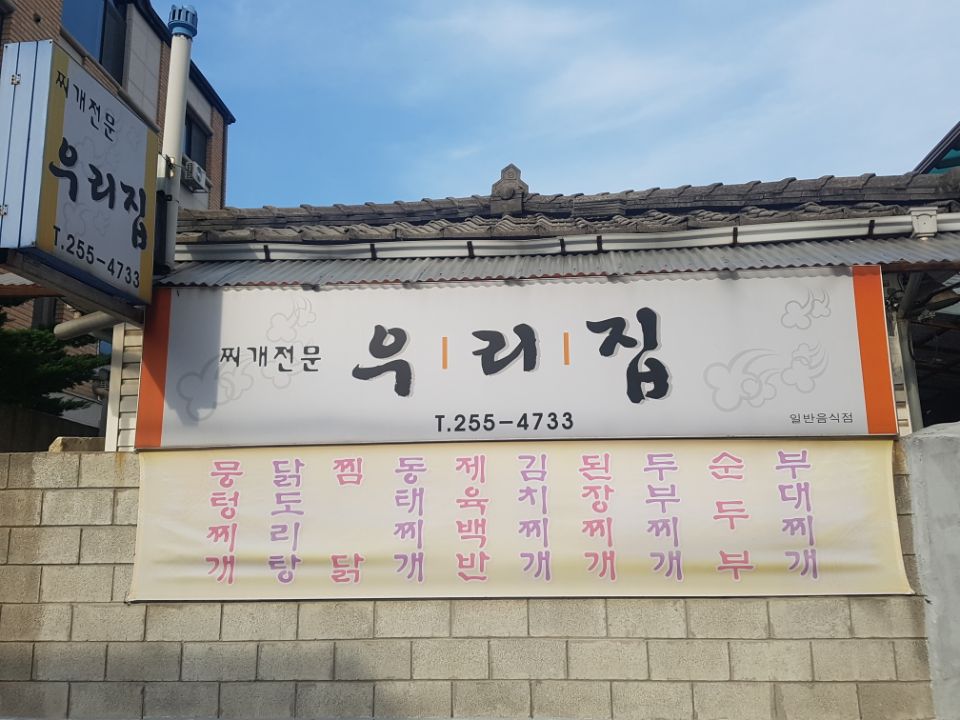 찌개전문
우리집
T.255-4733
찌개전문 우|리|집
T.255-4733
일반음식점
뭉텅찌개
닭도리탕
찜닭
동태찌개
제육백반
김치찌개
된장찌개
두부찌개
순두부
부대찌개